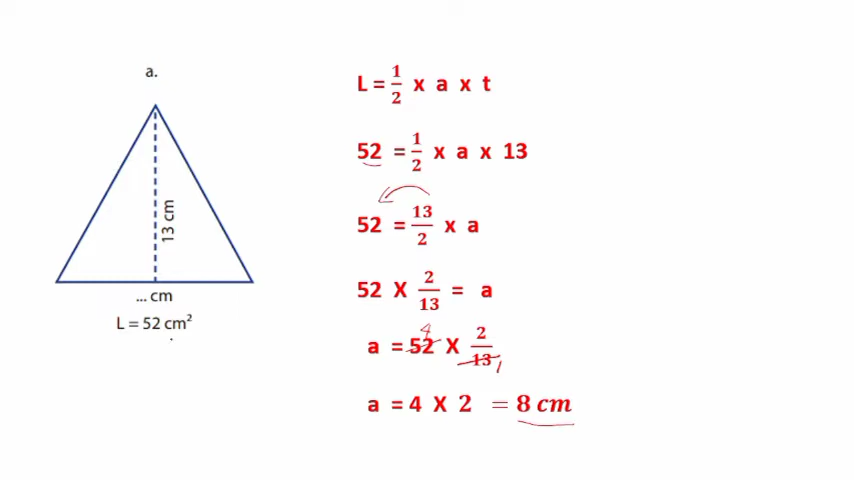 a.
13 cm
... cm
L = 52 cm²
L = 1/2 x a x t
52 = 1/2 x a x 13
52 = 13/2 x a
52 X 2/13 = a
4
a = 52 X 2/13 1
a = 4 X 2 = 8 cm